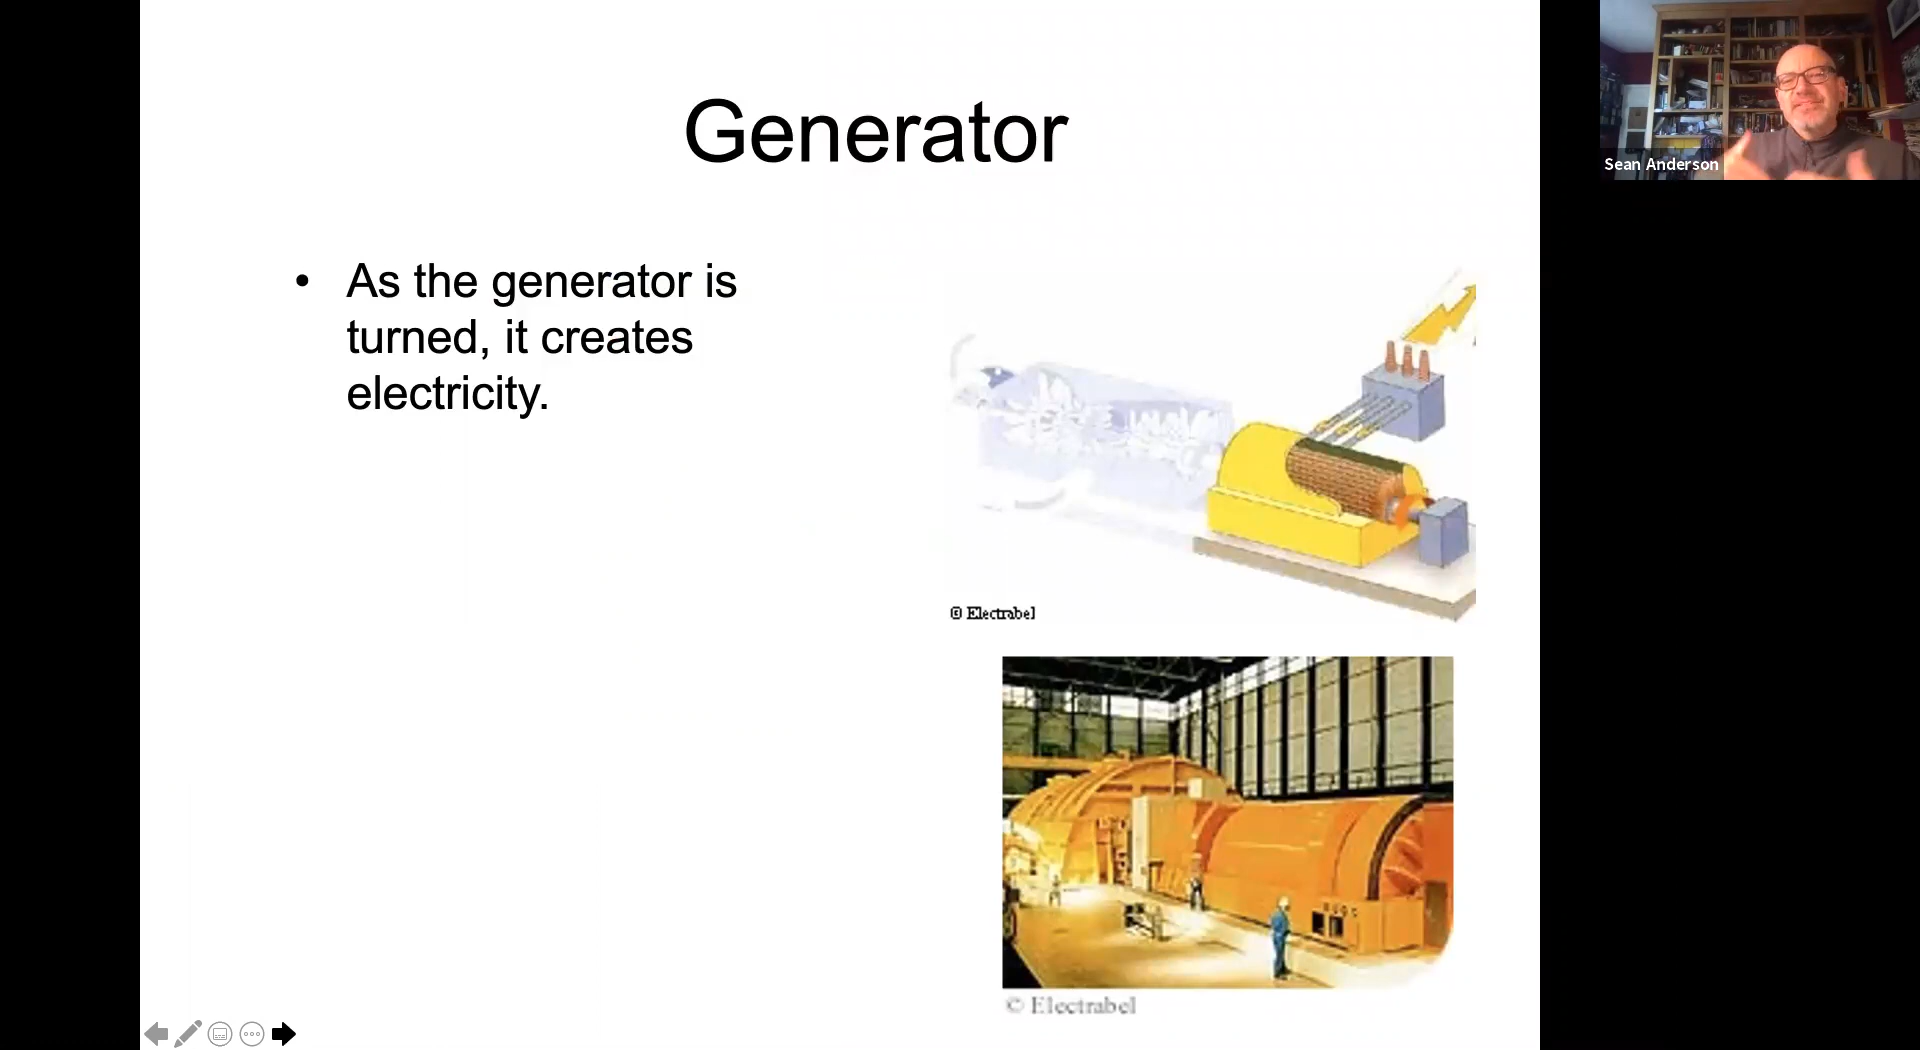 Generator
• As the generator is
turned, it creates
electricity.
© Electrabel
© Electrabel
Sean Anderson